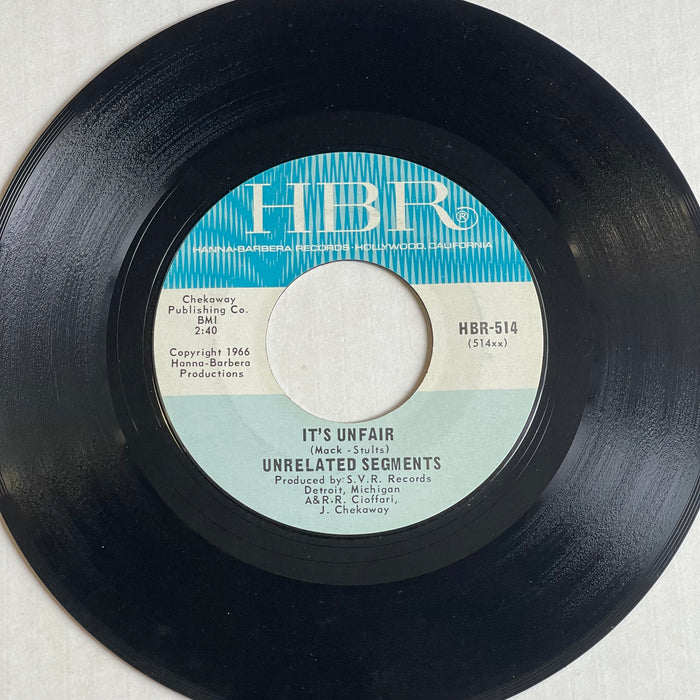 HBR®
HANNA-BARBERA RECORDS·HOLLYWOOD, CALIFORNIA
Chekaway
Publishing Co.
BMI
2:40
Copyright 1966
Hanna-Barbera
Productions
HBR-514
(514xx)
IT'S UNFAIR
(Mack - Stults)
UNRELATED SEGMENTS
Produced by: S.V.R. Records
Detroit, Michigan
A&R·R. Cioffari,
J. Chekaway